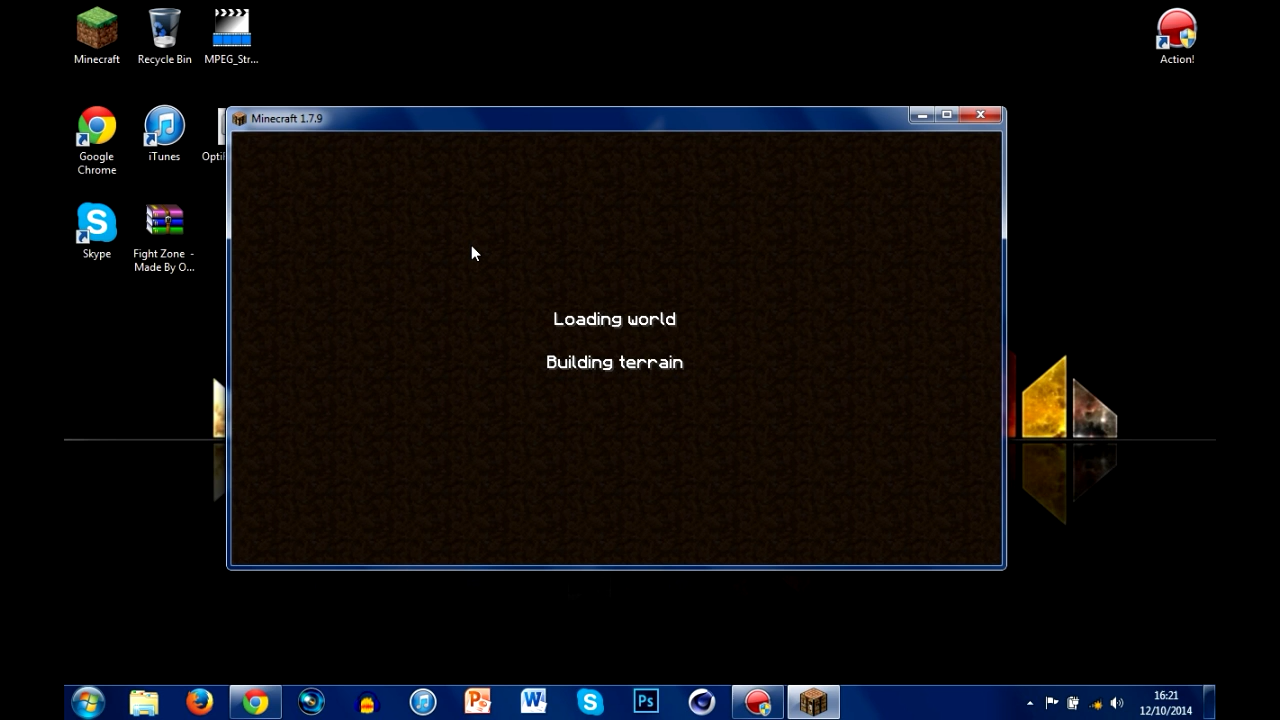 Minecraft
Recycle Bin
MPEG_Str...
Action!
Google
Chrome
iTunes
Minecraft 1.7.9
Skype
Fight Zone -
Made By O...
Loading world
Building terrain
16:21
12/10/2014